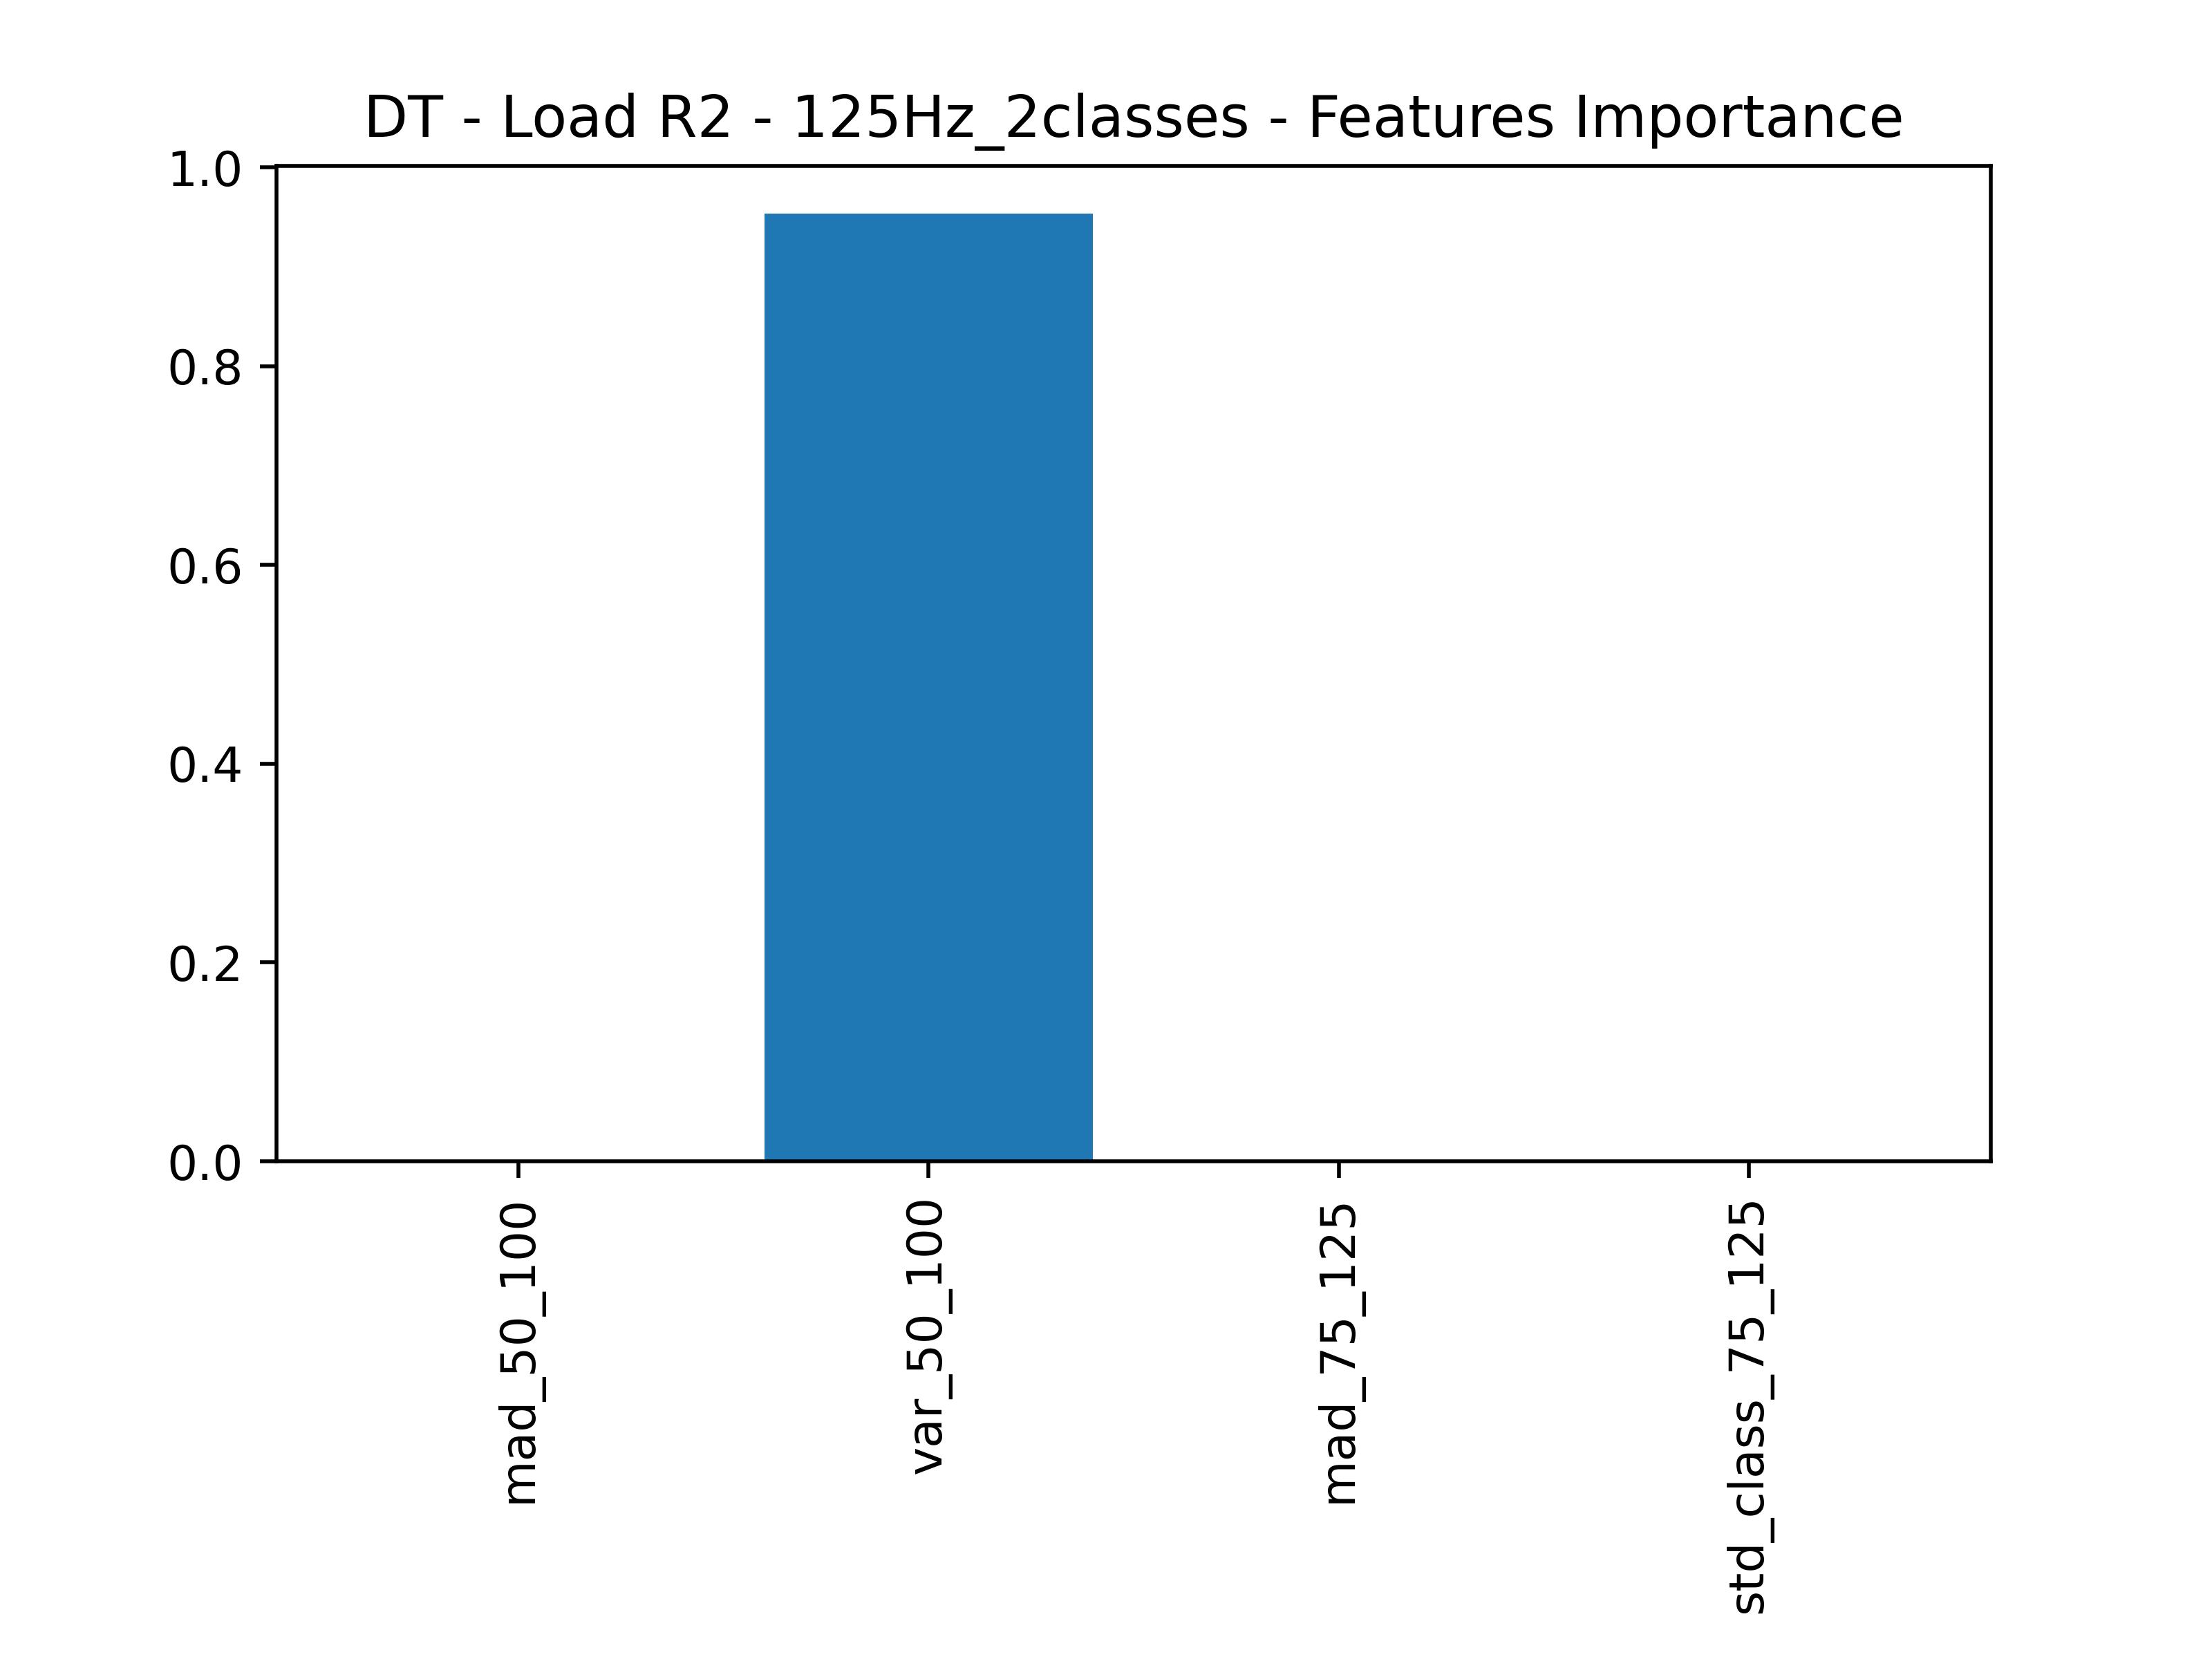 DT - Load R2 - 125Hz_2classes - Features Importance
1.0
0.8
0.6
0.4
0.2
0.0
mad_50_100
var_50_100
mad_75_125
std_class_75_125